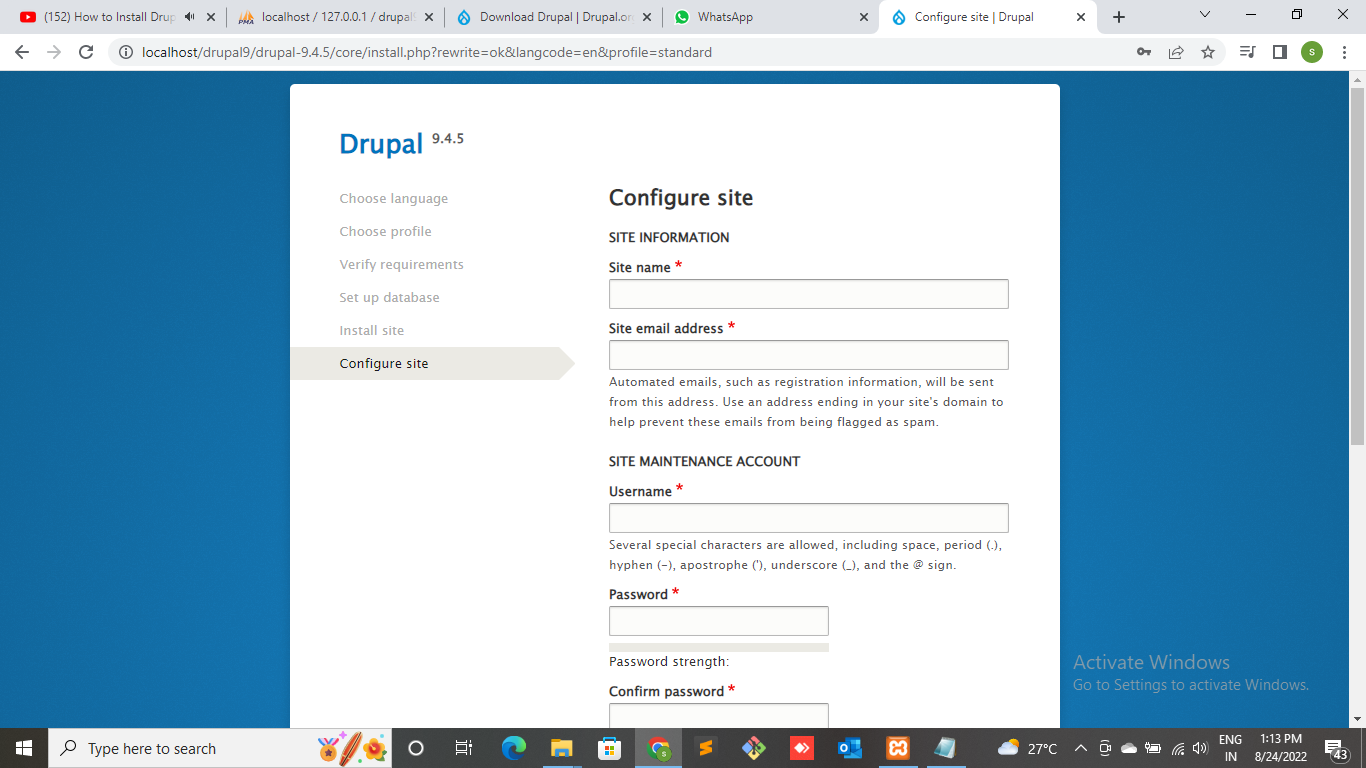 (152) How to Install Drup
localhost / 127.0.0.1 / drupal9
Download Drupal | Drupal.or
WhatsApp
Configure site | Drupal
localhost/drupal9/drupal-9.4.5/core/install.php?rewrite=ok&langcode=en&profile=standard
S
Drupal 9.4.5
Choose language
Choose profile
Verify requirements
Set up database
Install site
Configure site
Configure site
SITE INFORMATION
Site name *
Site email address *
Automated emails, such as registration information, will be sent
from this address. Use an address ending in your site's domain to
help prevent these emails from being flagged as spam.
SITE MAINTENANCE ACCOUNT
Username *
Several special characters are allowed, including space, period (.),
hyphen (-), apostrophe ('), underscore (_), and the @ sign.
Password *
Password strength:
Confirm password *
Activate Windows
Go to Settings to activate Windows.
Type here to search
27°C
ENG
IN
1:13 PM
8/24/2022
43